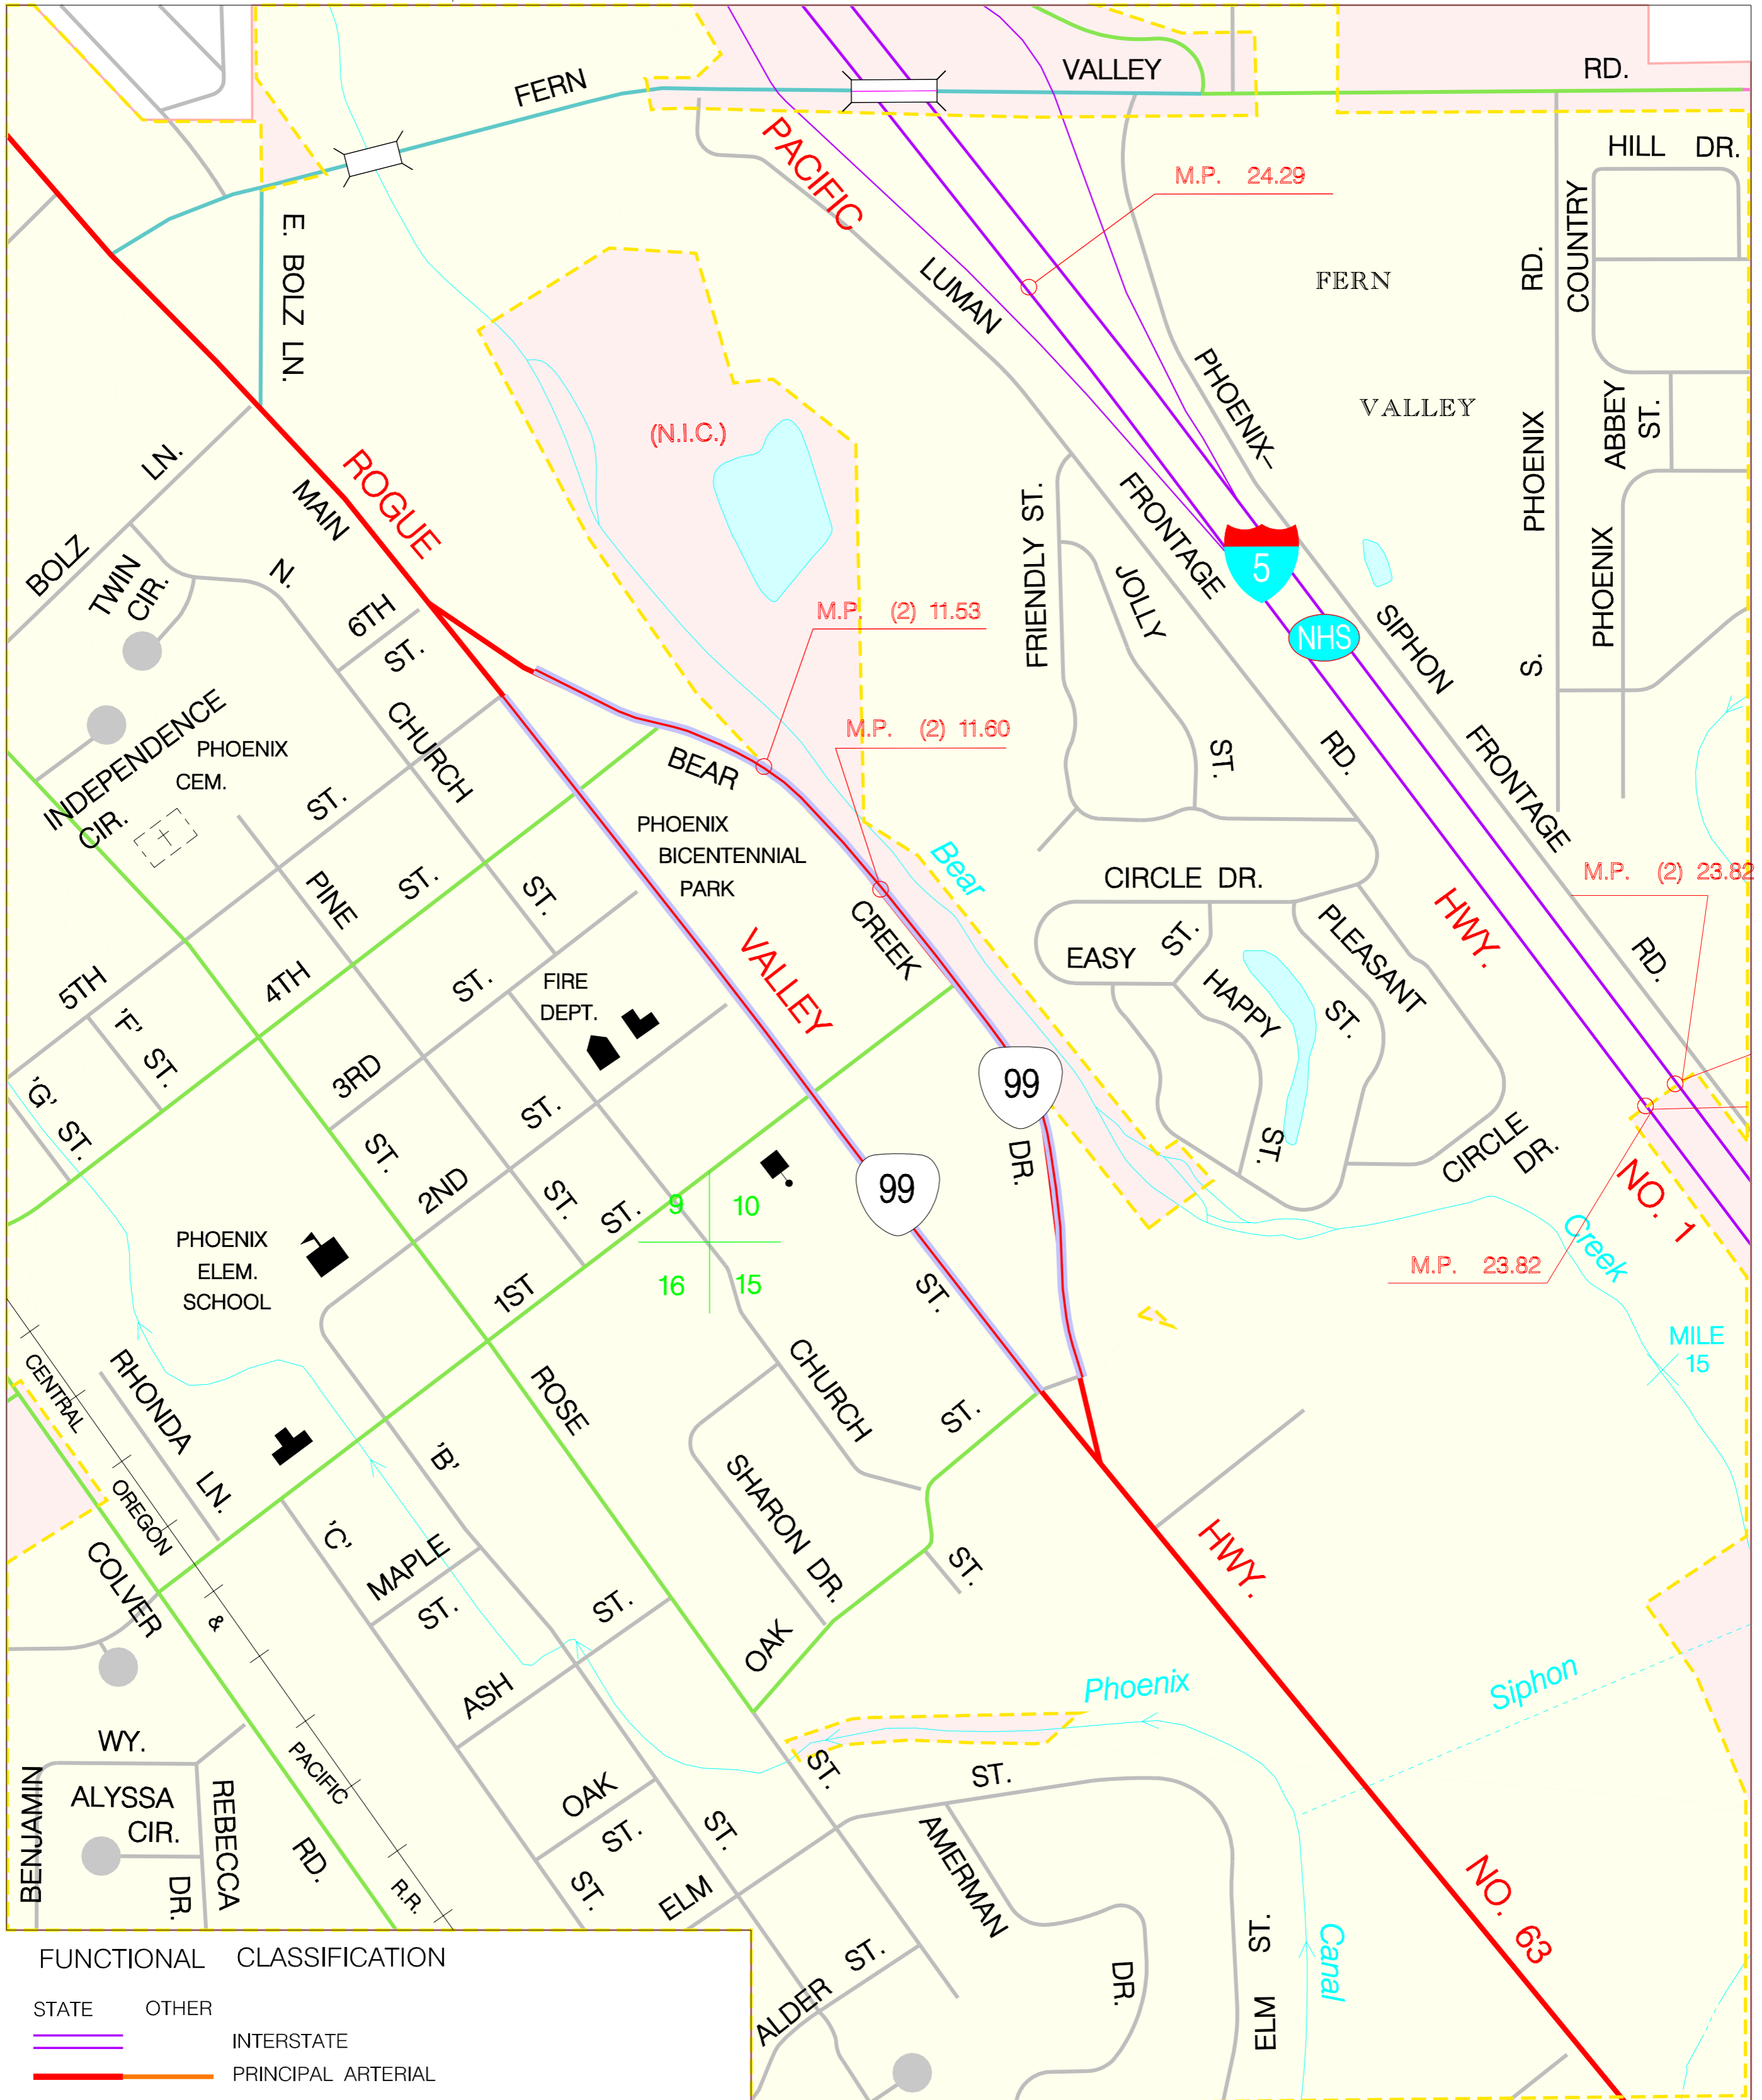 FERN
VALLEY
RD.
HILL DR.
PACIFIC
M.P. 24.29
COUNTRY
E. BOLZ LN.
LUMAN
FERN
RD.
PHOENIX–
VALLEY
ABBEY
ST.
(N.I.C.)
PHOENIX
LN.
ROGUE
MAIN
FRONTAGE
FRIENDLY ST.
BOLZ
TWIN
CIR.
N.
5
JOLLY
PHOENIX
6TH
ST.
M.P. (2) 11.53
NHS
SIPHON
S.
INDEPENDENCE
CIR.
CHURCH
M.P. (2) 11.60
PHOENIX
CEM.
BEAR
ST.
RD.
FRONTAGE
ST.
PHOENIX
BICENTENNIAL
PARK
Bear
M.P. (2) 23.82
CIRCLE DR.
PINE
ST.
ST.
CREEK
HWY.
PLEASANT
ST.
EASY
VALLEY
RD.
5TH
4TH
ST.
FIRE
DEPT.
HAPPY
ST.
'F'
ST.
3RD
99
'G'
ST.
ST.
ST.
DR.
ST.
CIRCLE
DR.
2ND
ST.
ST.
99
NO. 1
9
10
16
15
PHOENIX
ELEM.
SCHOOL
Creek
M.P. 23.82
1ST
ST.
MILE
15
CENTRAL
RHONDA
LN.
CHURCH
ROSE
ST.
'B'
SHARON DR.
OREGON
'C'
HWY.
COLVER
MAPLE
ST.
ST.
&
ST.
OAK
Phoenix
Siphon
ASH
WY.
PACIFIC
ST.
ST.
BENJAMIN
ALYSSA
CIR.
REBECCA
DR.
OAK
ST.
ST.
AMERMAN
RD.
R.R.
ST.
ELM
NO. 63
ELM ST.
Canal
ST.
DR.
ALDER
FUNCTIONAL CLASSIFICATION
STATE OTHER
INTERSTATE
PRINCIPAL ARTERIAL